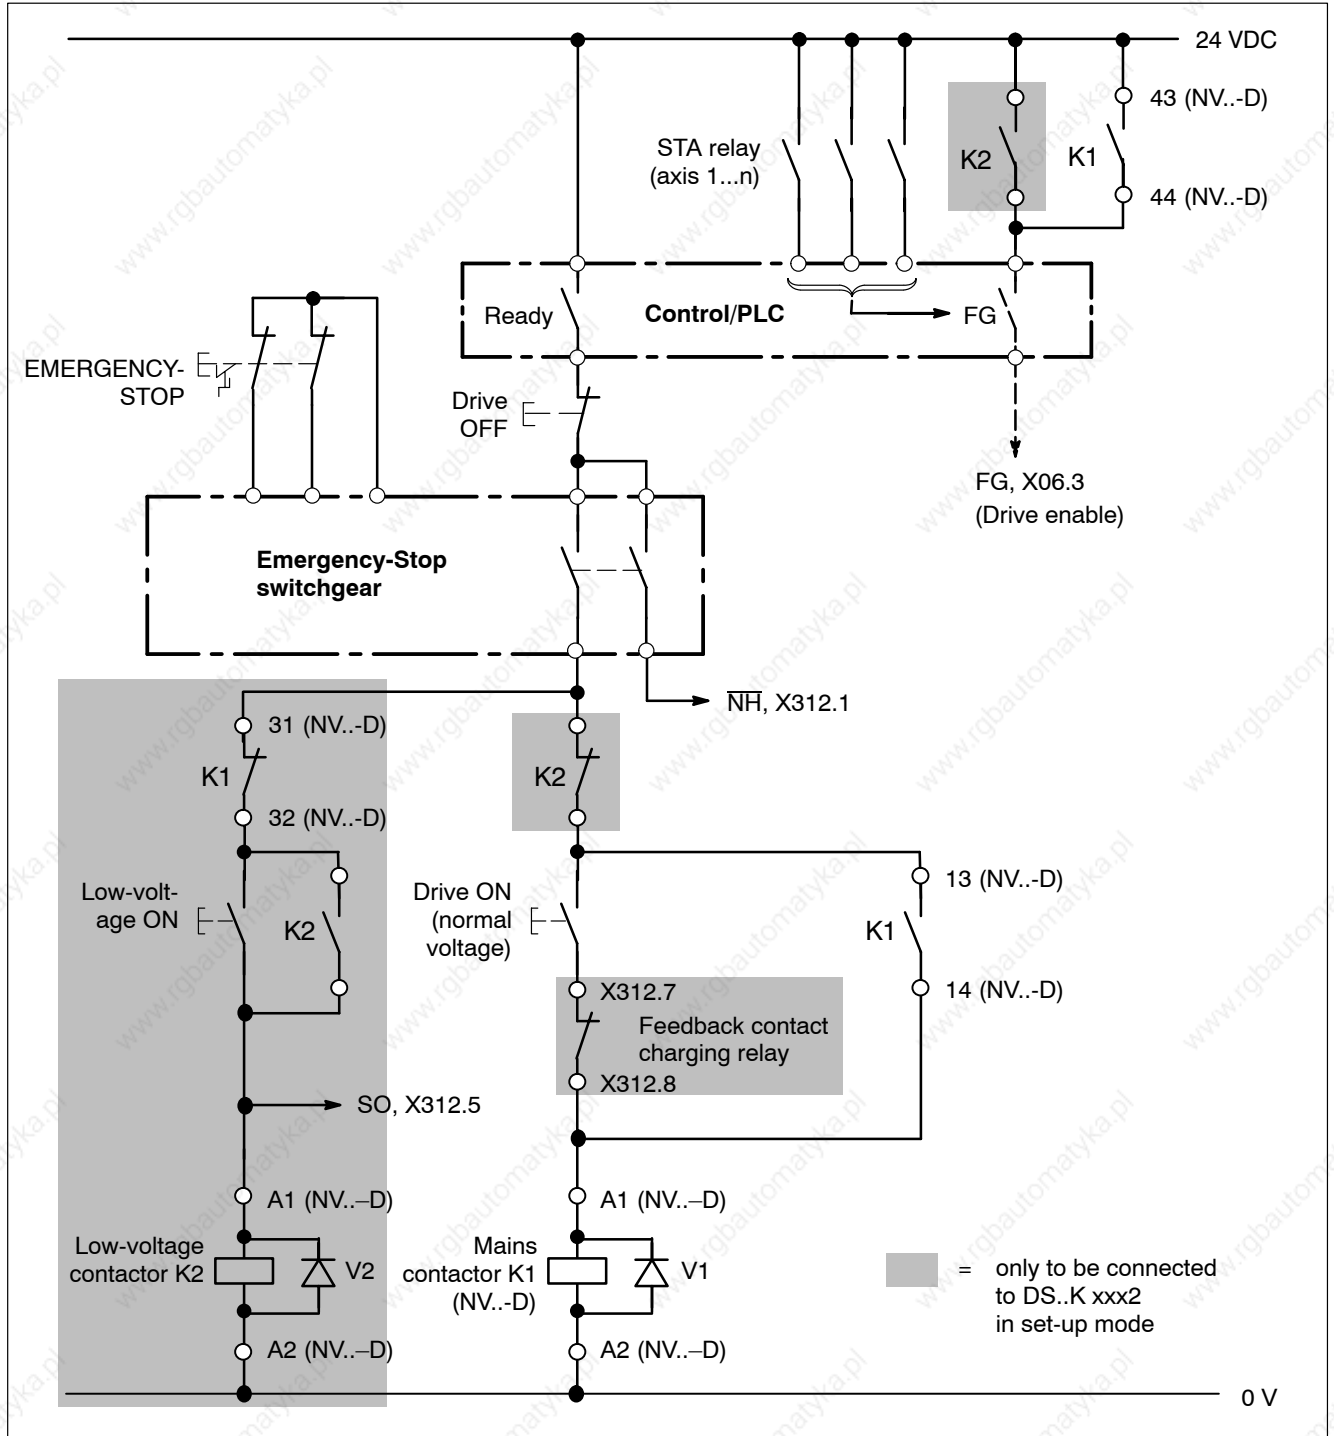 24 VDC
43 (NV..-D)
STA relay
(axis 1...n)
K2
K1
44 (NV..-D)
Ready
Control/PLC
FG
EMERGENCY-
STOP
Drive
OFF
FG, X06.3
(Drive enable)
Emergency-Stop
switchgear
NH, X312.1
31 (NV..-D)
K1
K2
32 (NV..-D)
Low-volt-
age ON
K2
Drive ON
(normal
voltage)
13 (NV..-D)
K1
14 (NV..-D)
X312.7
Feedback contact
charging relay
X312.8
SO, X312.5
A1 (NV..–D)
A1 (NV..–D)
Low-voltage
contactor K2
V2
Mains
contactor K1
(NV..-D)
V1
= only to be connected
to DS..K xxx2
in set-up mode
A2 (NV..–D)
A2 (NV..–D)
0 V
www.rgbautomatyka.pl